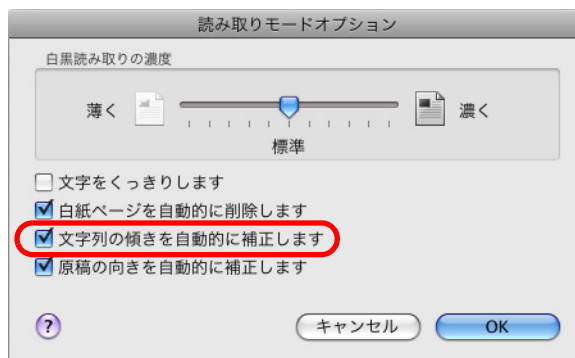 読み取りモードオプション
白黒読み取りの濃度
薄く 濃く
標準
文字をくっきりします
白紙ページを自動的に削除します
文字列の傾きを自動的に補正します
原稿の向きを自動的に補正します
? キャンセル OK